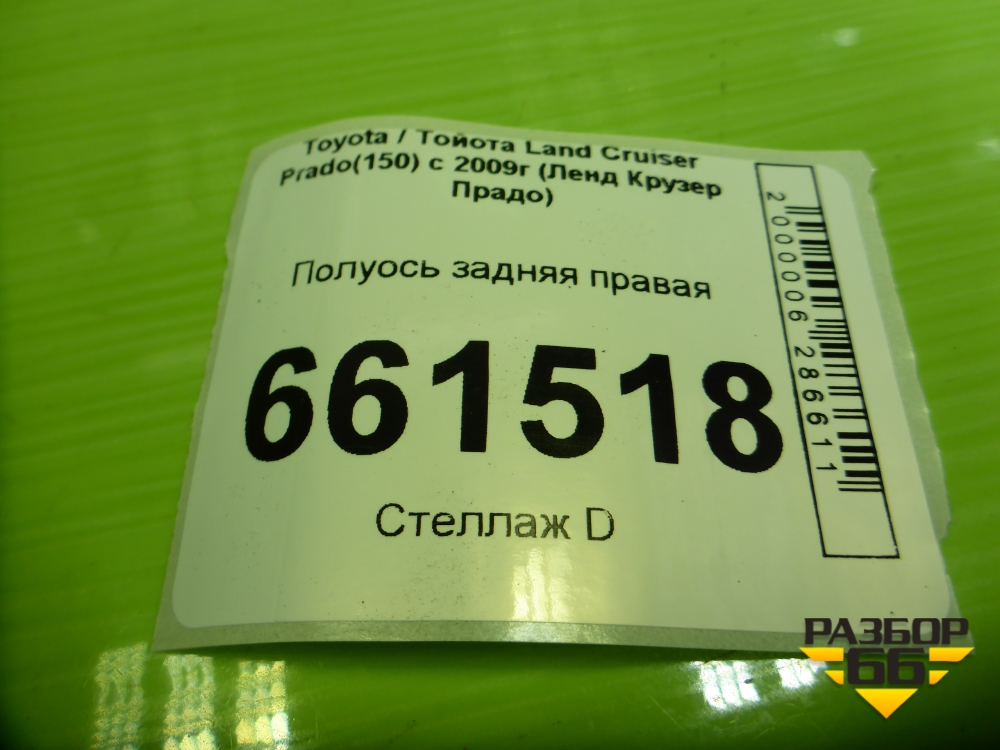 Toyota / Тойота Land Cruiser
Prado(150) с 2009г (Ленд Крузер
Прадо)
Полуось задняя правая
661518
Стеллаж D
2000006286611
РАЗБОР
66